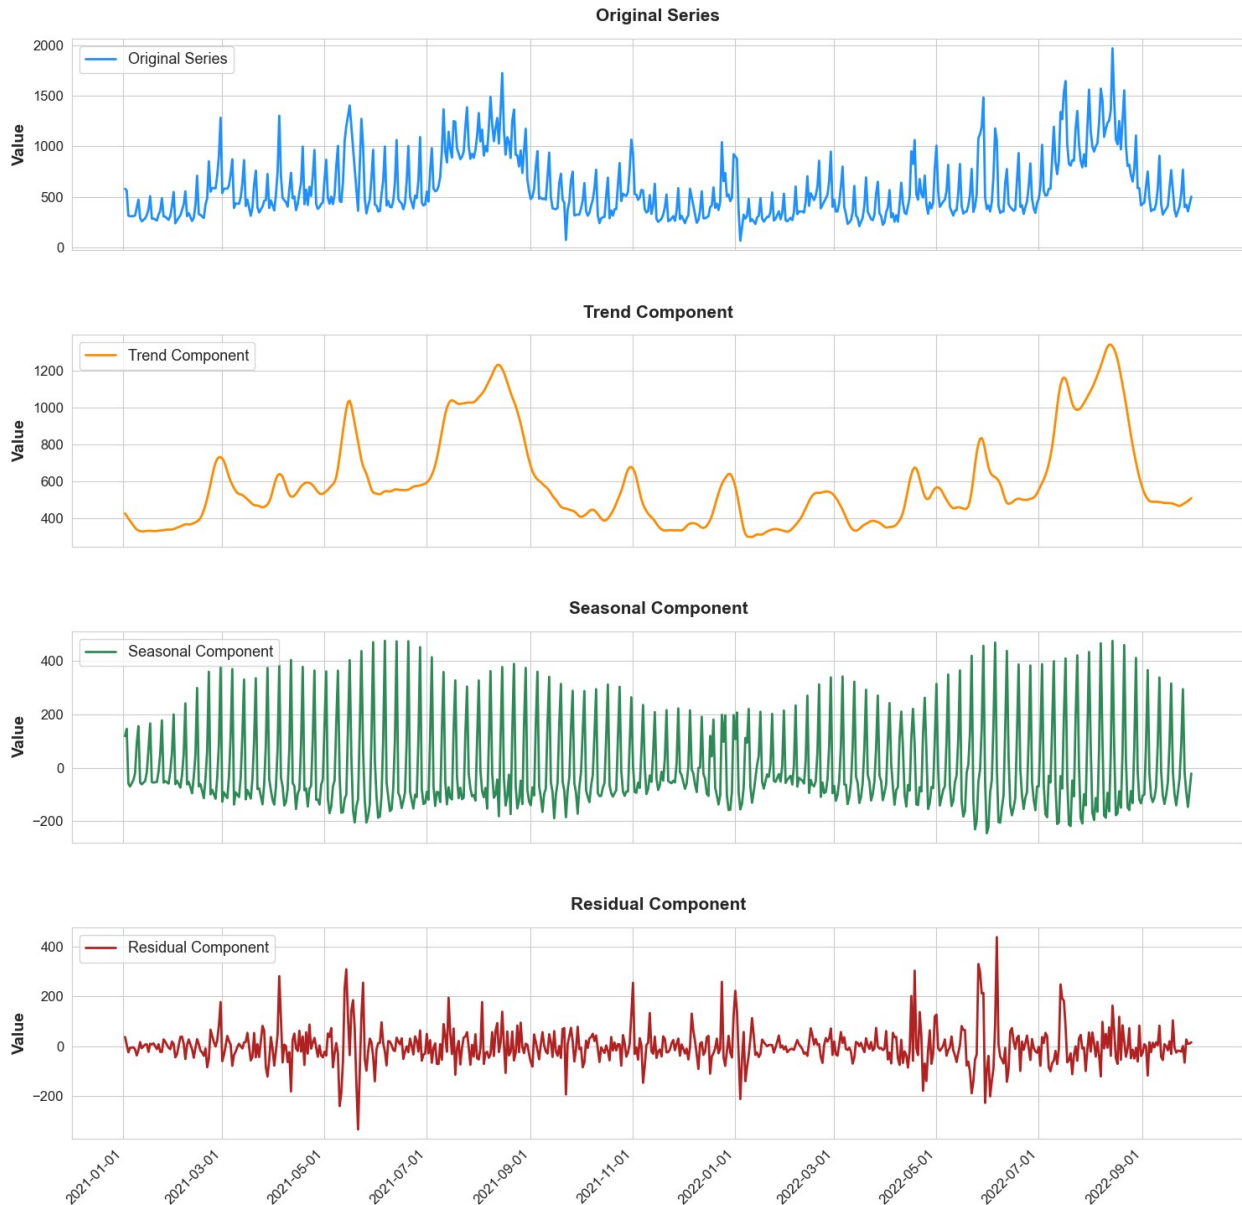 Original Series
Value
2000
1500
1000
500
0
Original Series
Trend Component
Value
1200
1000
800
600
400
Trend Component
Seasonal Component
Value
400
200
0
−200
Seasonal Component
Residual Component
Value
400
200
0
−200
Residual Component
2021-01-01
2021-03-01
2021-05-01
2021-07-01
2021-09-01
2021-11-01
2022-01-01
2022-03-01
2022-05-01
2022-07-01
2022-09-01